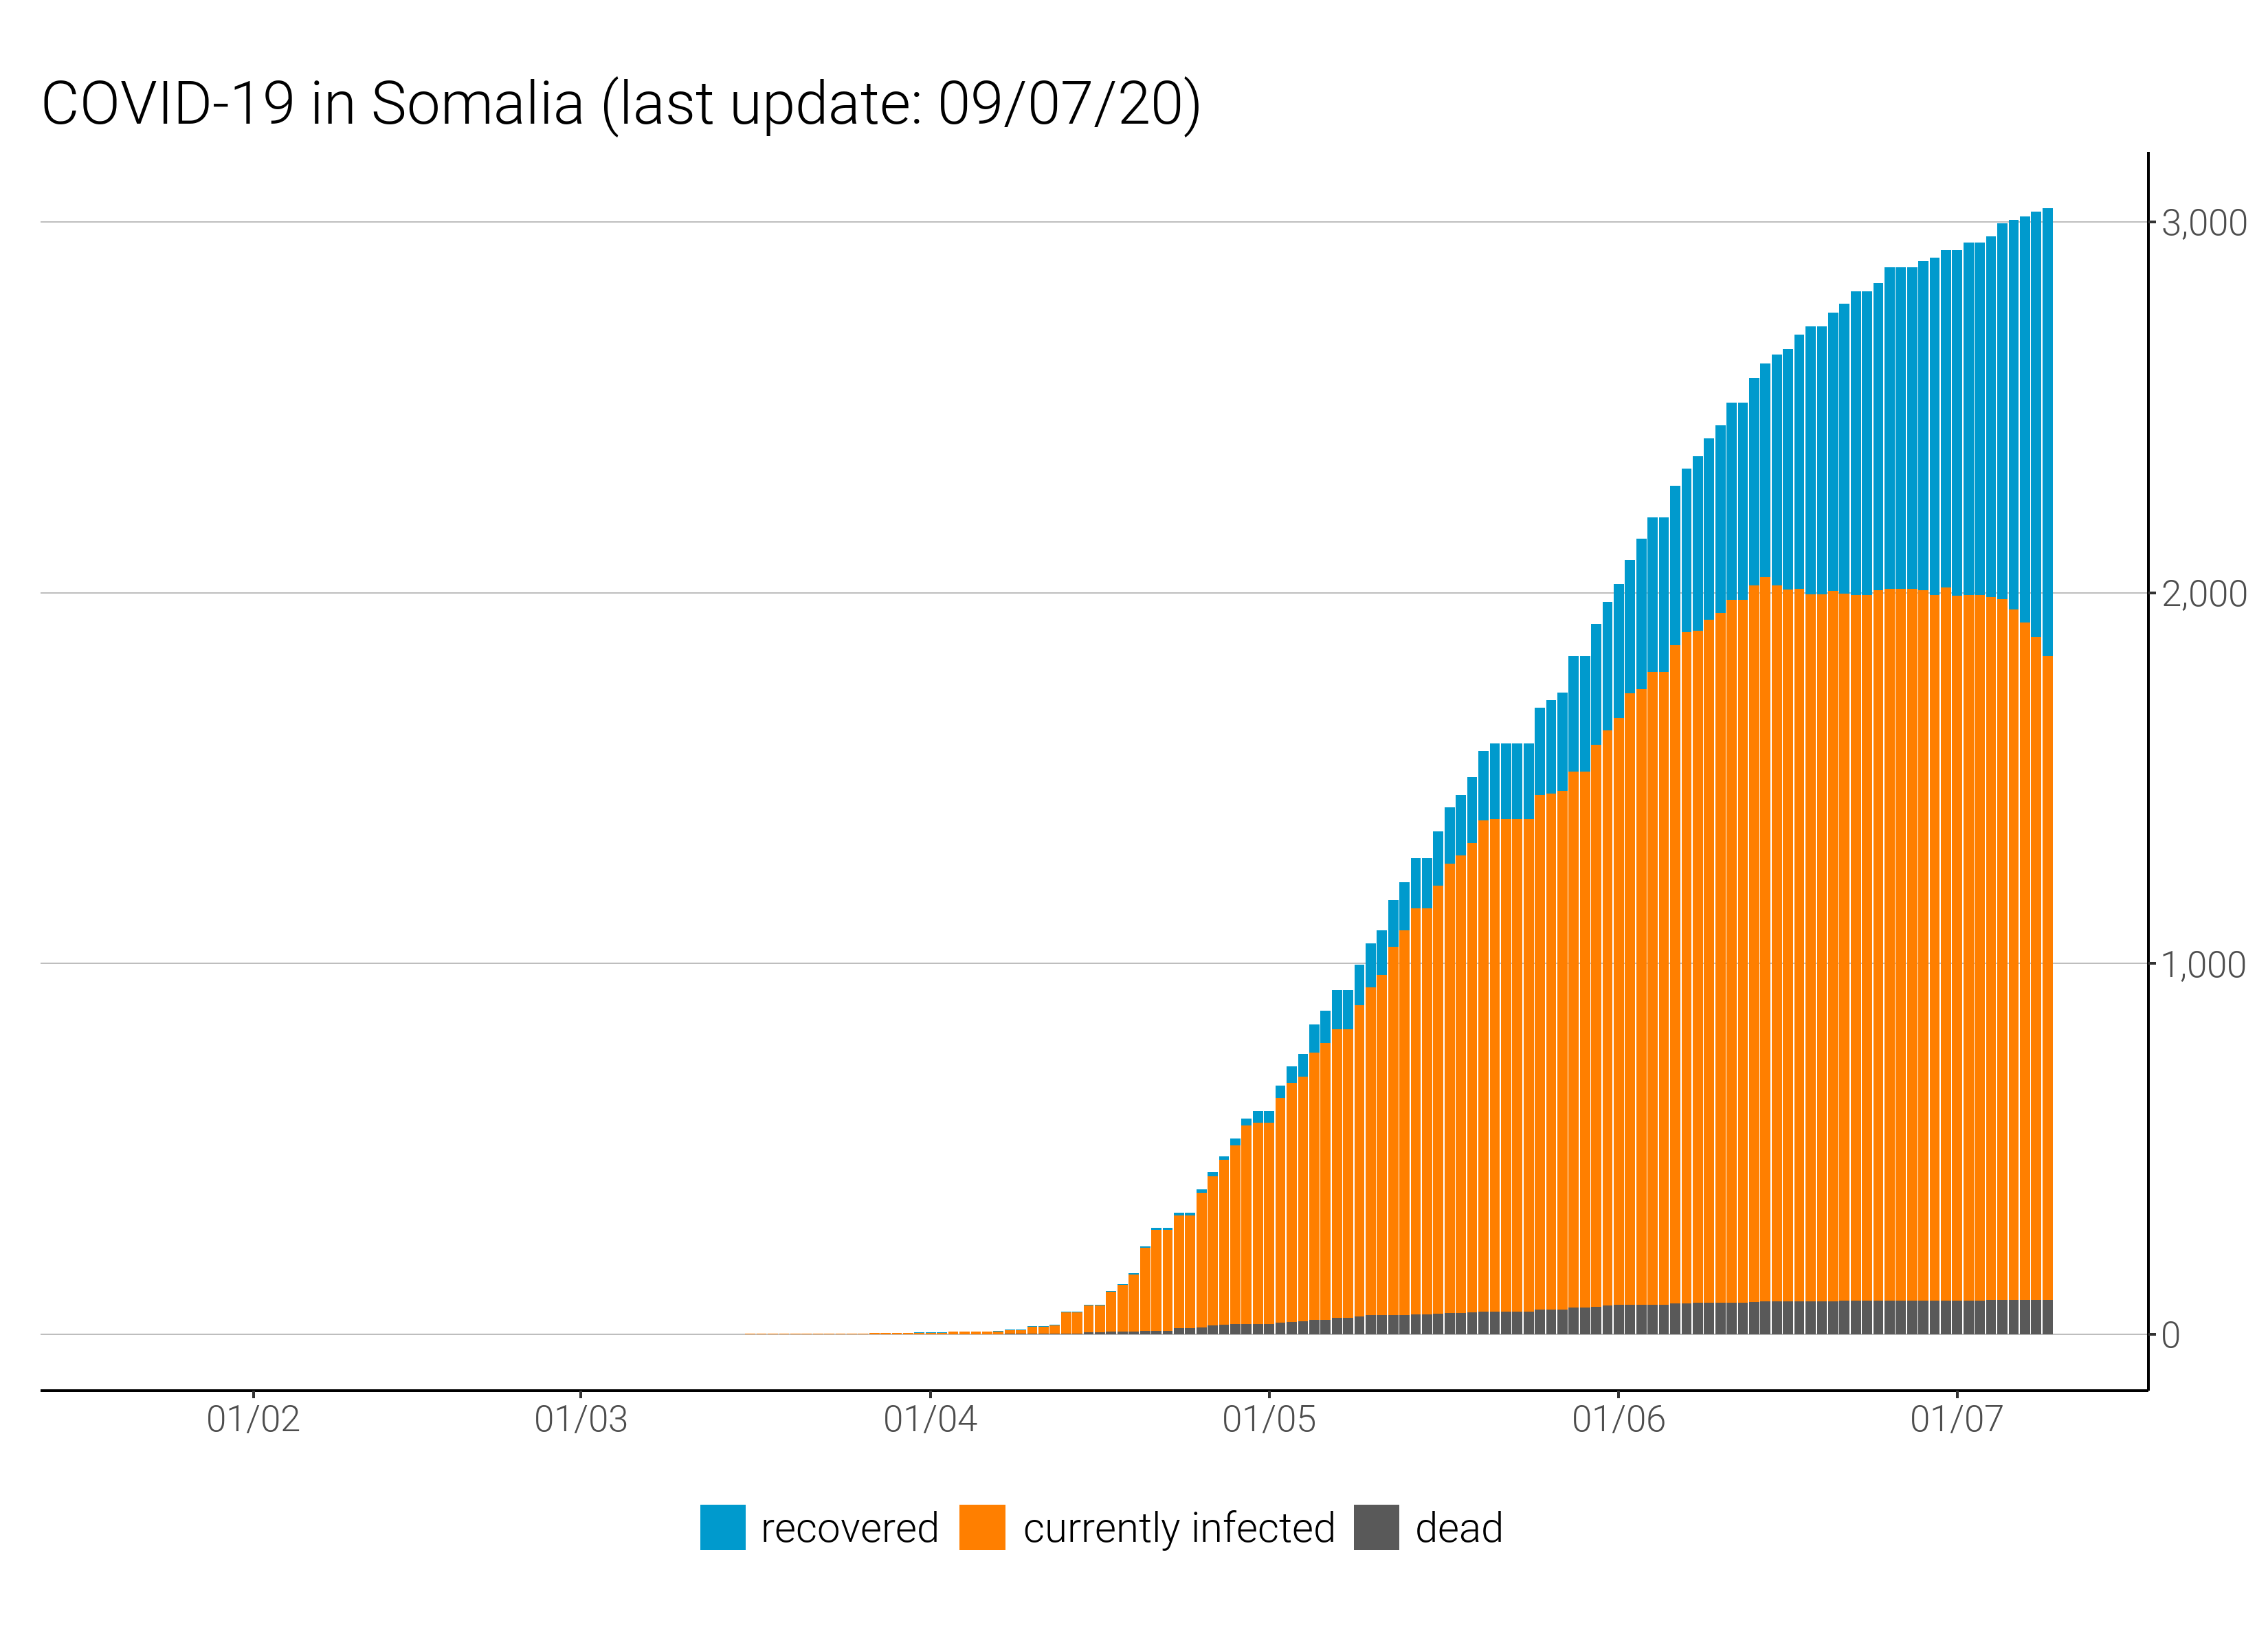 COVID-19 in Somalia (last update: 09/07/20)
3,000
2,000
1,000
0
01/02 01/03 01/04 01/05 01/06 01/07
recovered currently infected dead